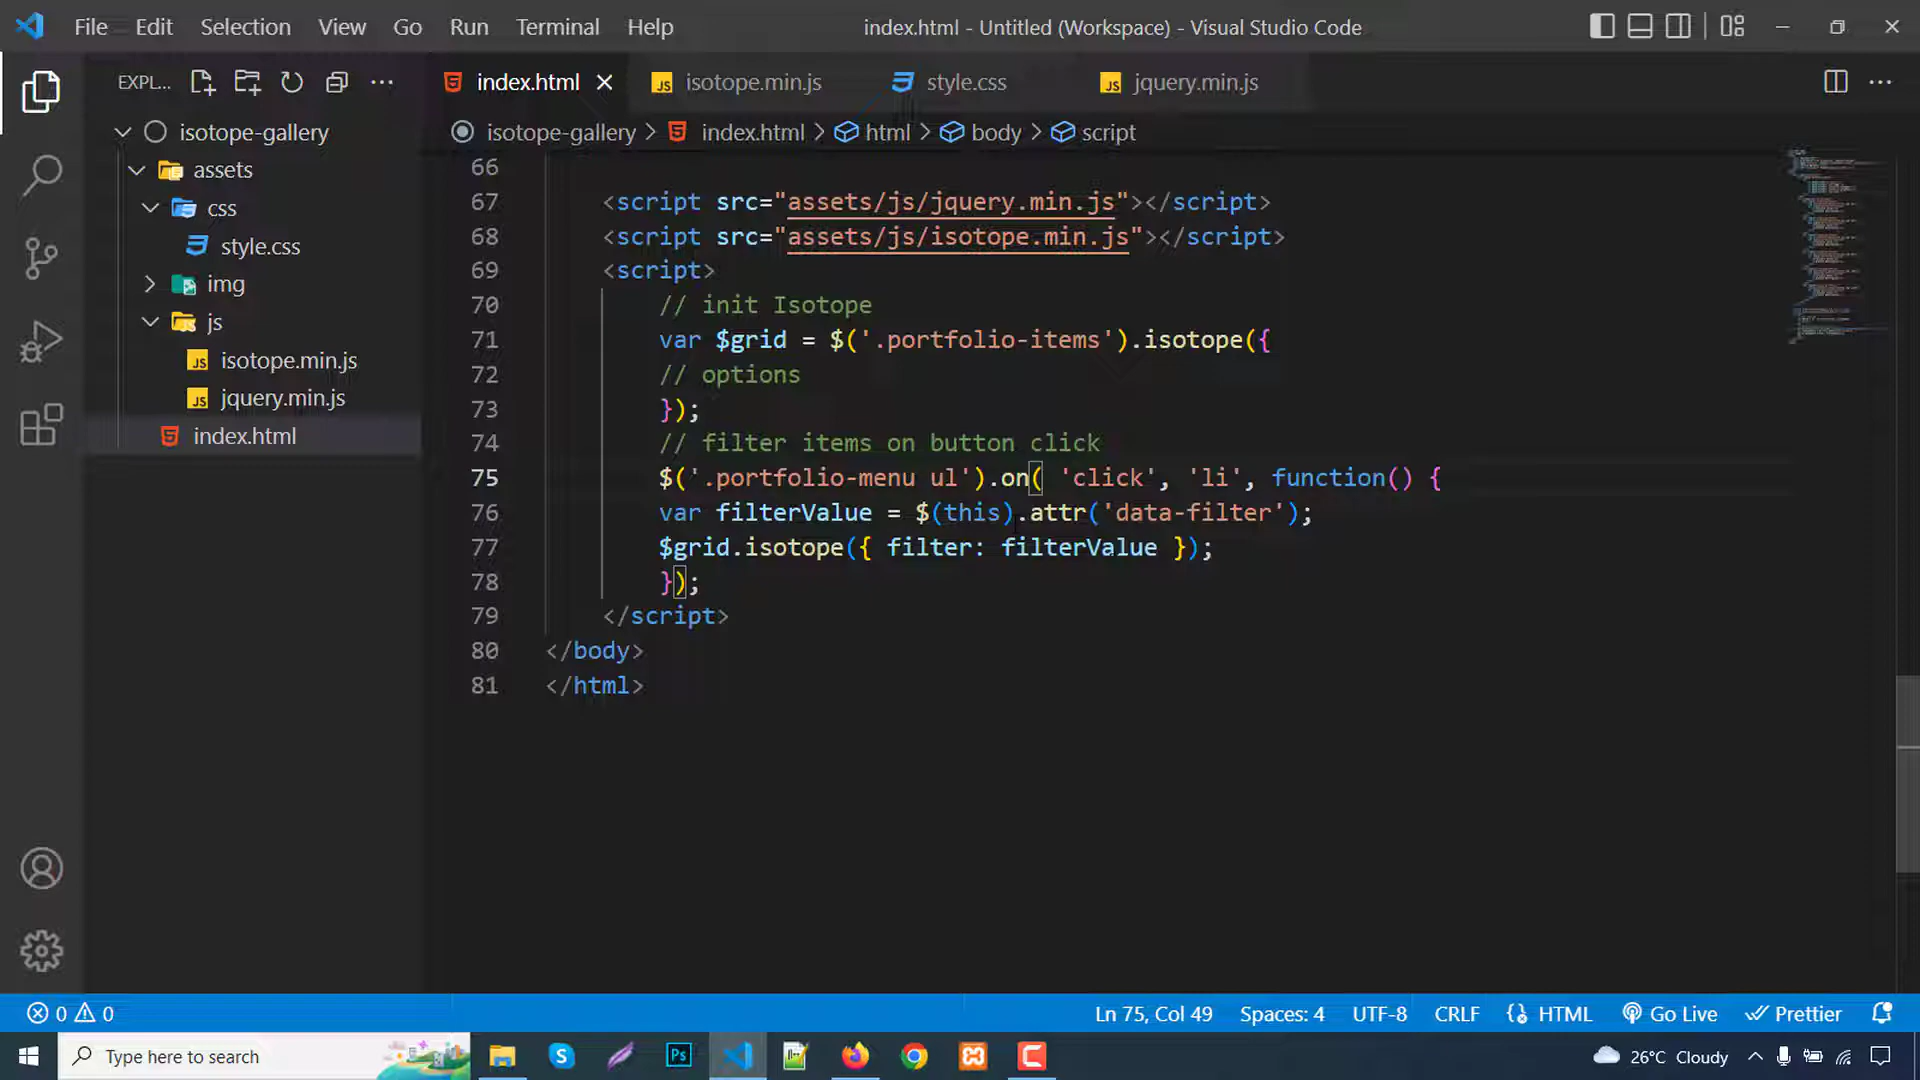 File Edit Selection View Go Run Terminal Help
index.html - Untitled (Workspace) - Visual Studio Code
EXPL...
index.html
isotope.min.js
style.css
jquery.min.js
isotope-gallery
assets
css
style.css
img
js
isotope.min.js
jquery.min.js
index.html
isotope-gallery > index.html > html > body > script
66
67 <script src="assets/js/jquery.min.js"></script>
68 <script src="assets/js/isotope.min.js"></script>
69 <script>
70 // init Isotope
71 var $grid = $('.portfolio-items').isotope({
72 // options
73 });
74 // filter items on button click
75 $('.portfolio-menu ul').on( 'click', 'li', function() {
76 var filterValue = $(this).attr('data-filter');
77 $grid.isotope({ filter: filterValue });
78 });
79 </script>
80 </body>
81 </html>
0 0
Ln 75, Col 49
Spaces: 4
UTF-8
CRLF
HTML
Go Live
Prettier
Type here to search
26°C Cloudy